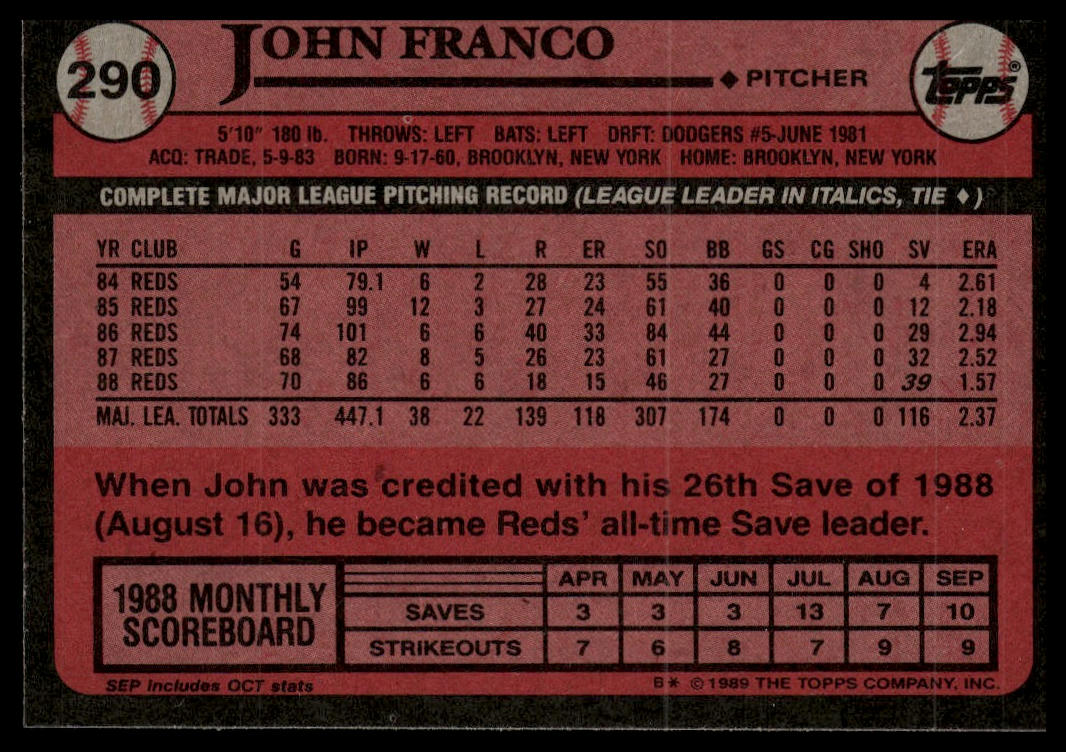 290
JOHN FRANCO
◆ PITCHER
TOPPS®
5'10" 180 lb. THROWS: LEFT BATS: LEFT DRFT: DODGERS #5-JUNE 1981
ACQ: TRADE, 5-9-83 BORN: 9-17-60, BROOKLYN, NEW YORK HOME: BROOKLYN, NEW YORK
COMPLETE MAJOR LEAGUE PITCHING RECORD (LEAGUE LEADER IN ITALICS, TIE ♦)
YR CLUB G IP W L R ER SO BB GS CG SHO SV ERA
84 REDS 54 79.1 6 2 28 23 55 36 0 0 0 4 2.61
85 REDS 67 99 12 3 27 24 61 40 0 0 0 12 2.18
86 REDS 74 101 6 6 40 33 84 44 0 0 0 29 2.94
87 REDS 68 82 8 5 26 23 61 27 0 0 0 32 2.52
88 REDS 70 86 6 6 18 15 46 27 0 0 0 39 1.57
MAJ. LEA. TOTALS 333 447.1 38 22 139 118 307 174 0 0 0 116 2.37
When John was credited with his 26th Save of 1988
(August 16), he became Reds' all-time Save leader.
1988 MONTHLY
SCOREBOARD
APR MAY JUN JUL AUG SEP
SAVES 3 3 3 13 7 10
STRIKEOUTS 7 6 8 7 9 9
SEP includes OCT stats
B* ©1989 THE TOPPS COMPANY, INC.